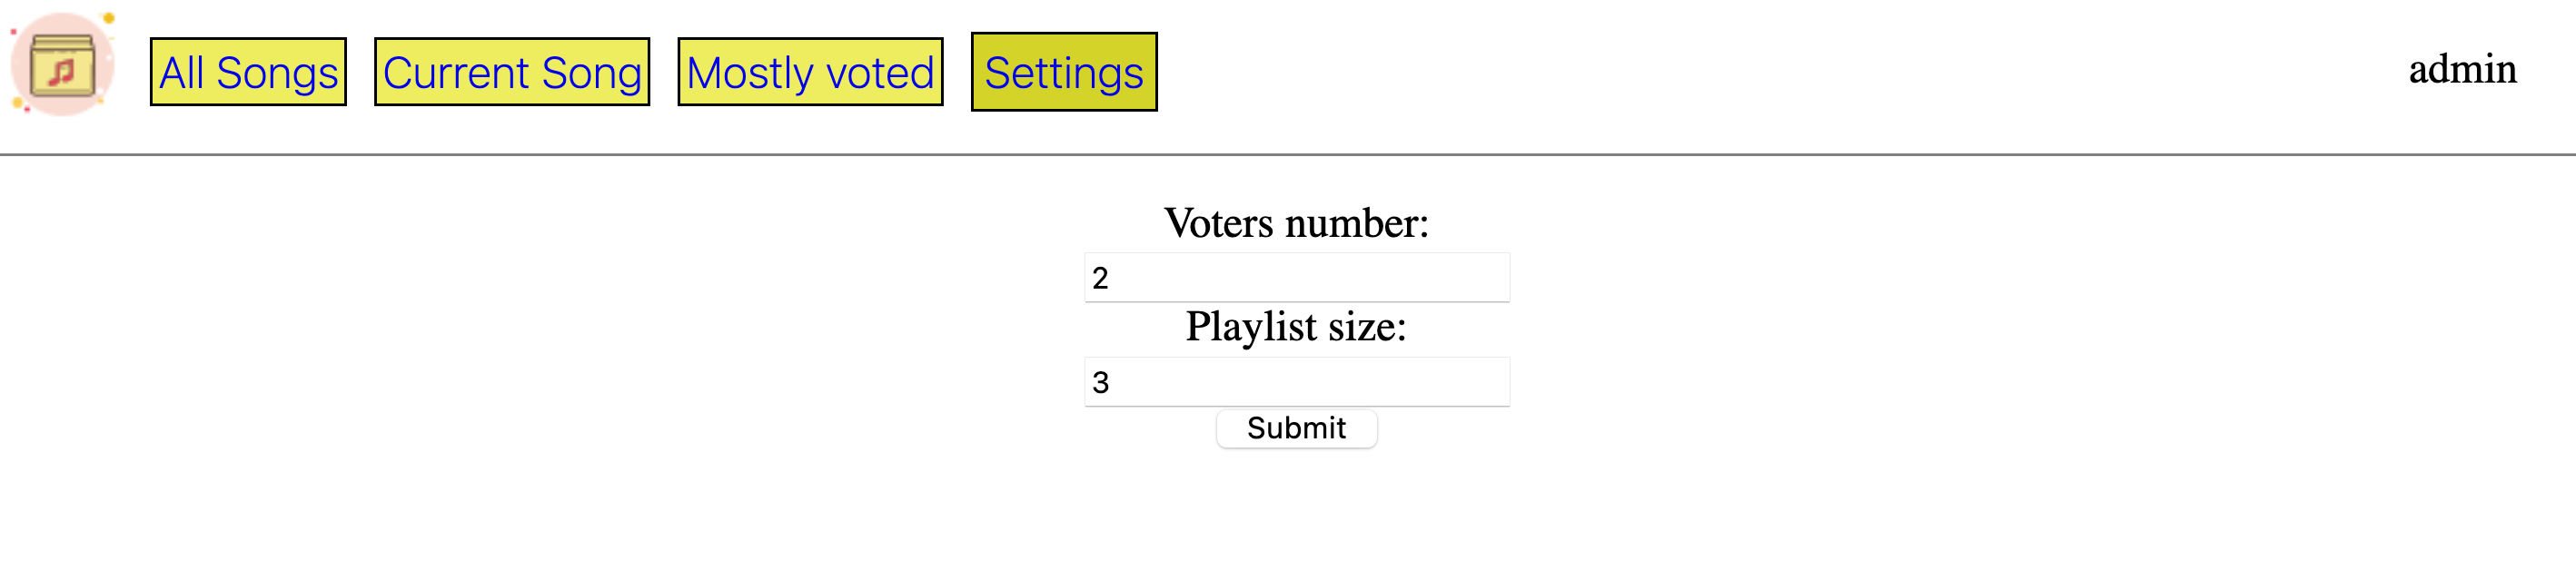 All Songs Current Song Mostly voted Settings admin
Voters number:
2
Playlist size:
3
Submit